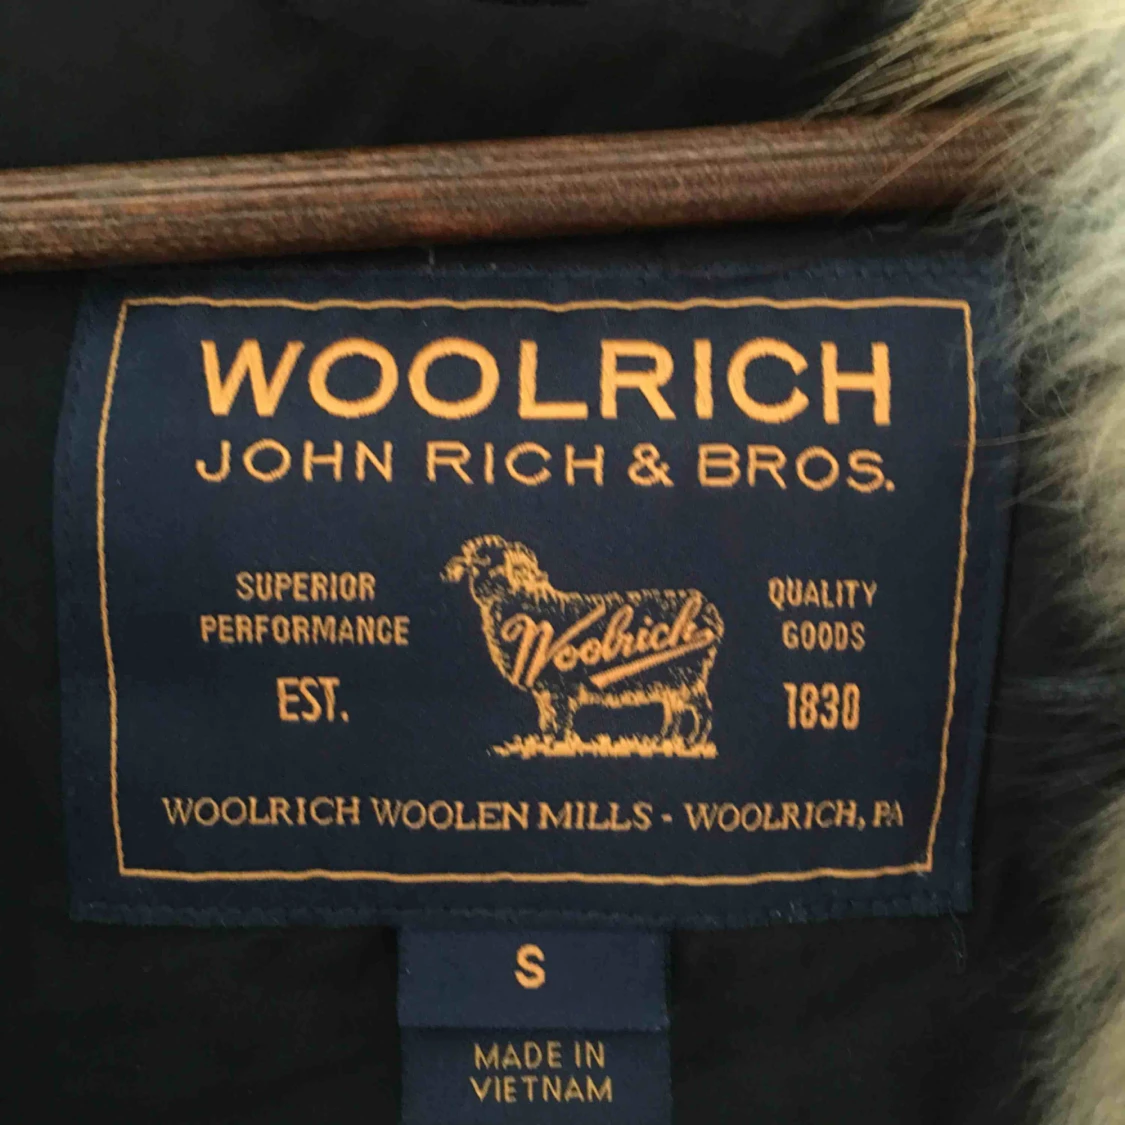 WOOLRICH
JOHN RICH & BROS.
SUPERIOR
PERFORMANCE
EST.
Woolrich
QUALITY
GOODS
1830
WOOLRICH WOOLEN MILLS - WOOLRICH, PA
S
MADE IN
VIETNAM